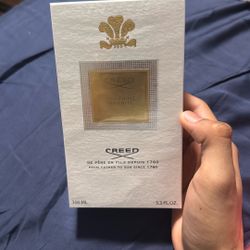 CREED
CREED
DE PÈRE EN FILS DEPUIS 1760
FROM FATHER TO SON SINCE 1760
100 ML 3.3 FL.OZ